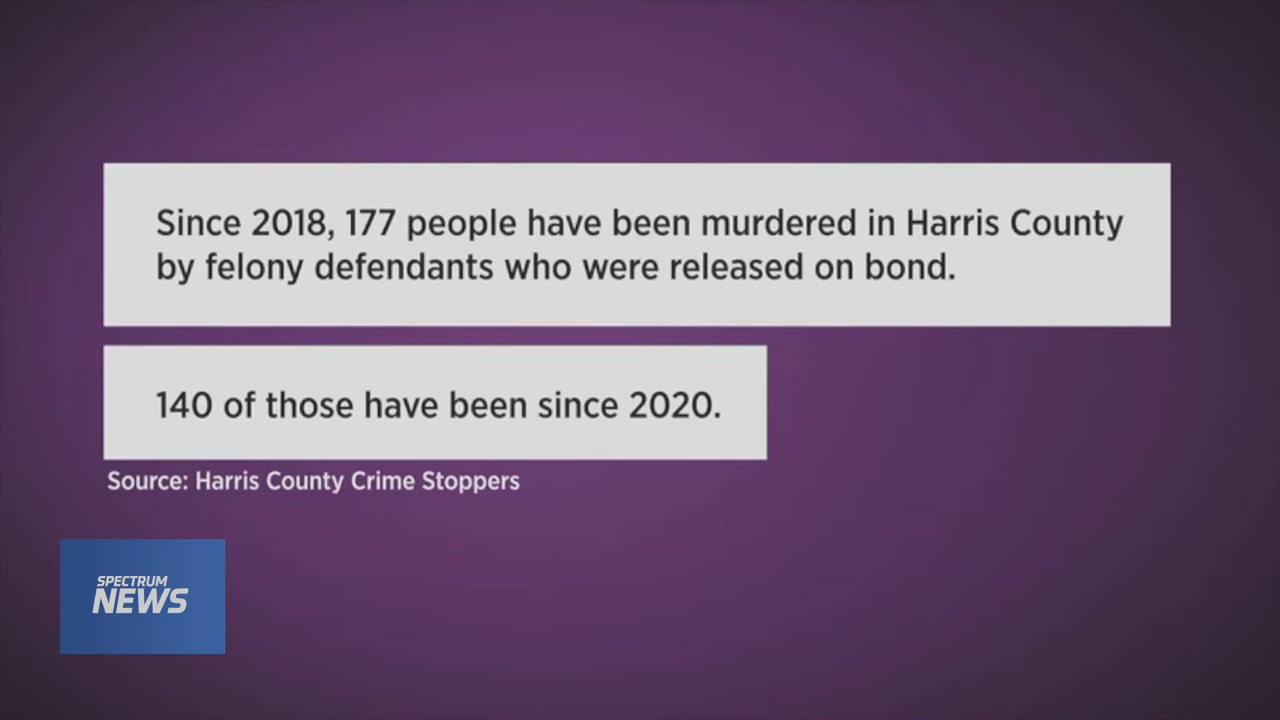 Since 2018, 177 people have been murdered in Harris County
by felony defendants who were released on bond.
140 of those have been since 2020.
Source: Harris County Crime Stoppers
SPECTRUM
NEWS